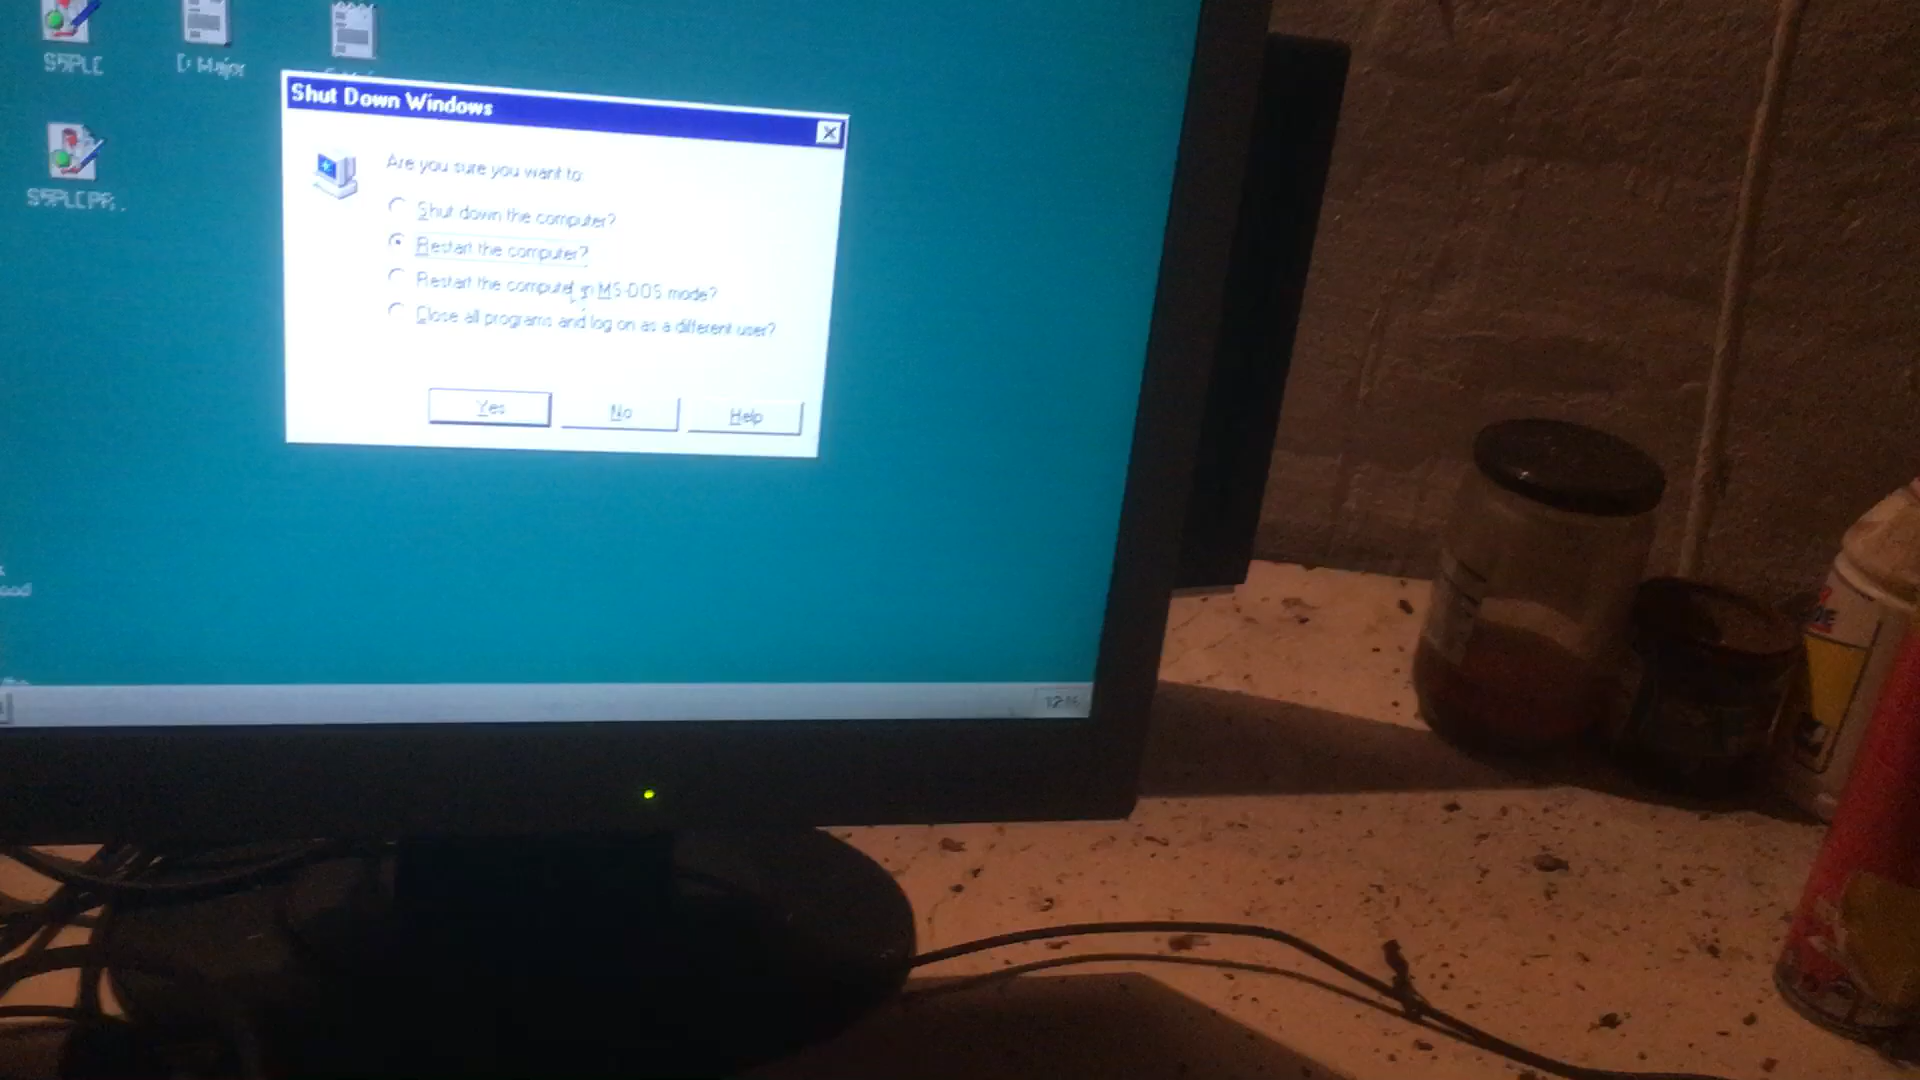 S5PLC
Shut Down Windows
Are you sure you want to:
Shut down the computer?
Restart the computer?
Restart the computer in MS-DOS mode?
Close all programs and log on as a different user?
Yes
No
Help